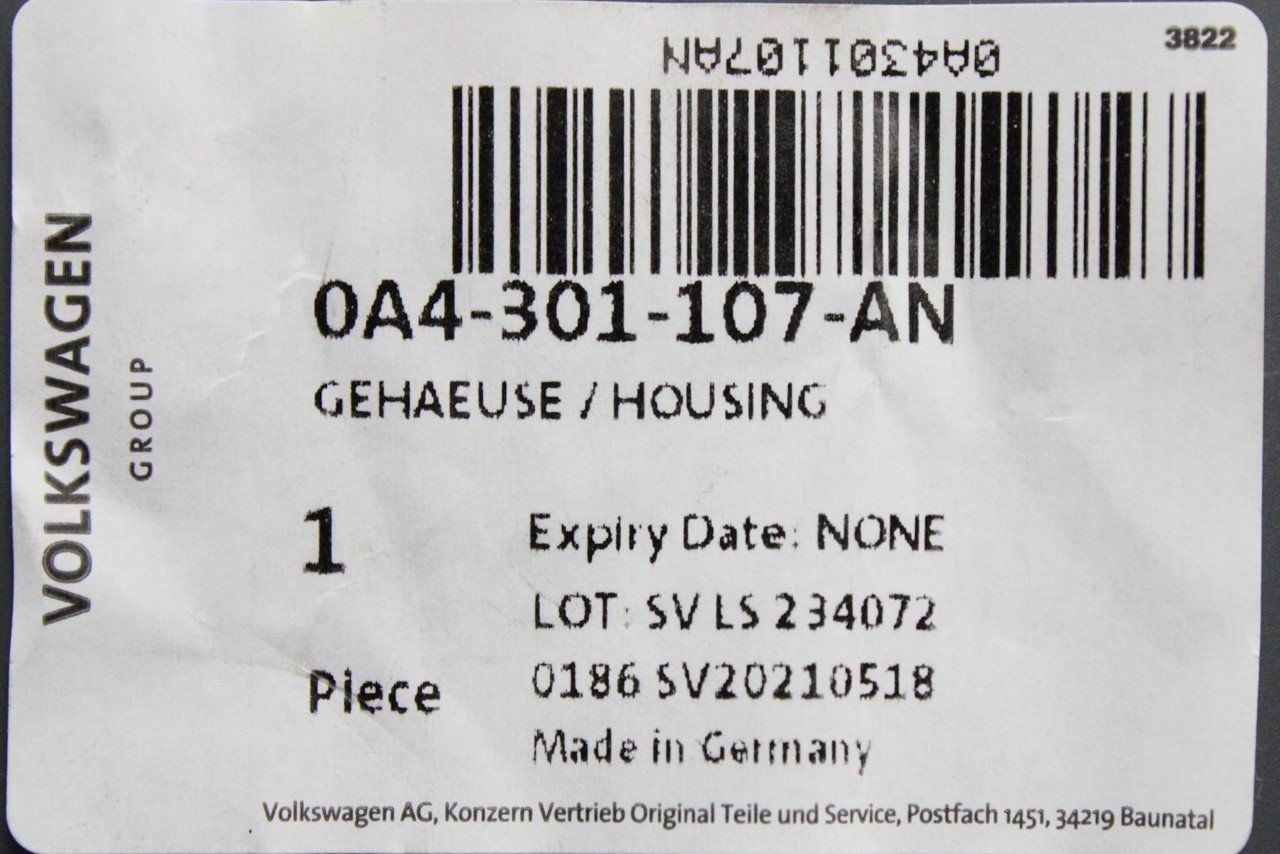 3822
0A4301107AN
0A4-301-107-AN
GEHAEUSE / HOUSING
1
Expiry Date: NONE
LOT: SV LS 234072
Piece
0186 SV20210518
Made in Germany
Volkswagen AG, Konzern Vertrieb Original Teile und Service, Postfach 1451, 34219 Baunatal
VOLKSWAGEN
GROUP